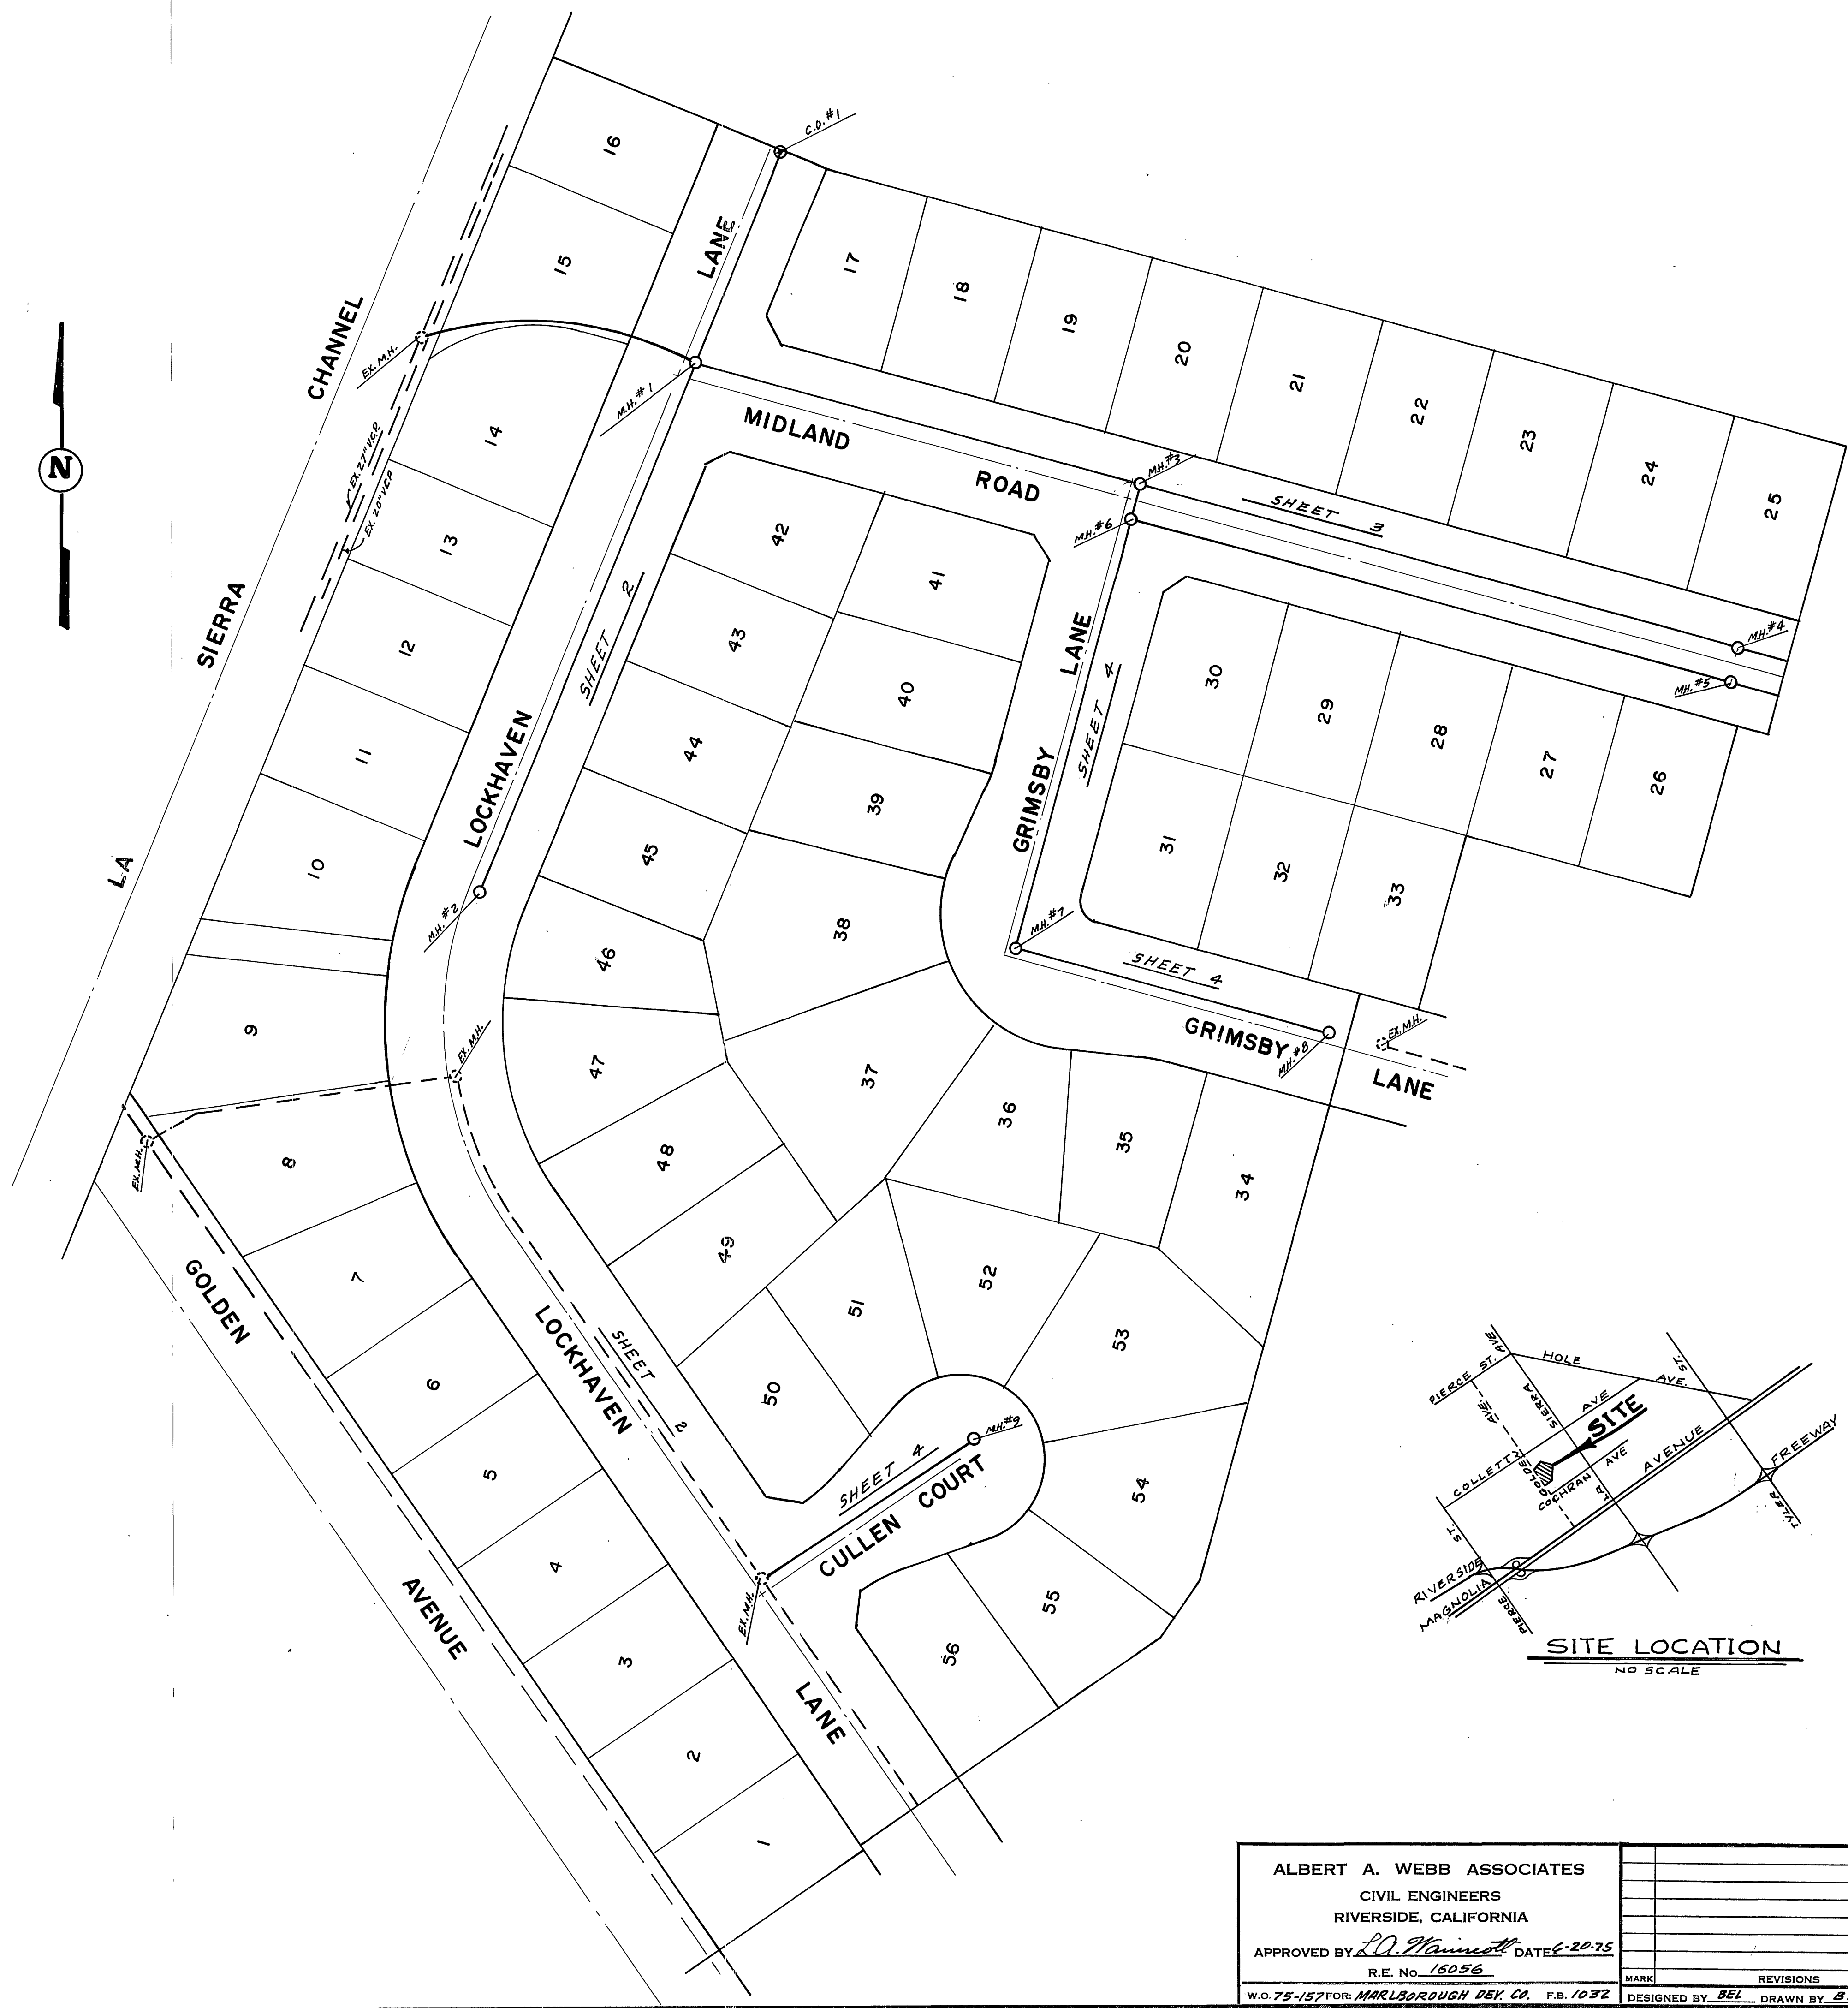 C.O. #1
16
15
LANE
17
18
19
20
21
22
23
24
25
CHANNEL
EX. M.H.
M.H. #1
14
MIDLAND
ROAD
M.H. #3
SHEET 3
M.H. #6
EX. 27" V.C.P.
EX. 20" V.C.P.
N
13
12
11
10
SIERRA
LA
SHEET 2
LOCKHAVEN
M.H. #2
42
41
43
40
44
39
45
38
46
LANE
SHEET 4
GRIMSBY
M.H. #7
M.H. #4
M.H. #5
30
29
28
27
26
31
32
33
SHEET 4
GRIMSBY
M.H. #8
EX. M.H.
LANE
9
EX. M.H.
47
37
36
35
34
48
EX. M.H.
8
7
49
52
51
53
50
GOLDEN
LOCKHAVEN
SHEET 2
6
5
4
3
2
1
SHEET 4
M.H. #9
CULLEN COURT
54
55
56
EX. M.H.
AVENUE
LANE
PIERCE ST.
AVE
HOLE
AVE.
ST.
AVE.
SIERRA
AVE
SITE
COLLETT
GOLDEN
COCHRAN AVE
AVENUE
LA
FREEWAY
TYLER
ST.
RIVERSIDE
MAGNOLIA
PIERCE
SITE LOCATION
NO SCALE
ALBERT A. WEBB ASSOCIATES
CIVIL ENGINEERS
RIVERSIDE, CALIFORNIA
APPROVED BY L.A. Wainscott DATE 6-20-75
R.E. No. 16056
W.O. 75-157 FOR: MARLBOROUGH DEV. CO. F.B. 1032
MARK REVISIONS
DESIGNED BY BEL DRAWN BY